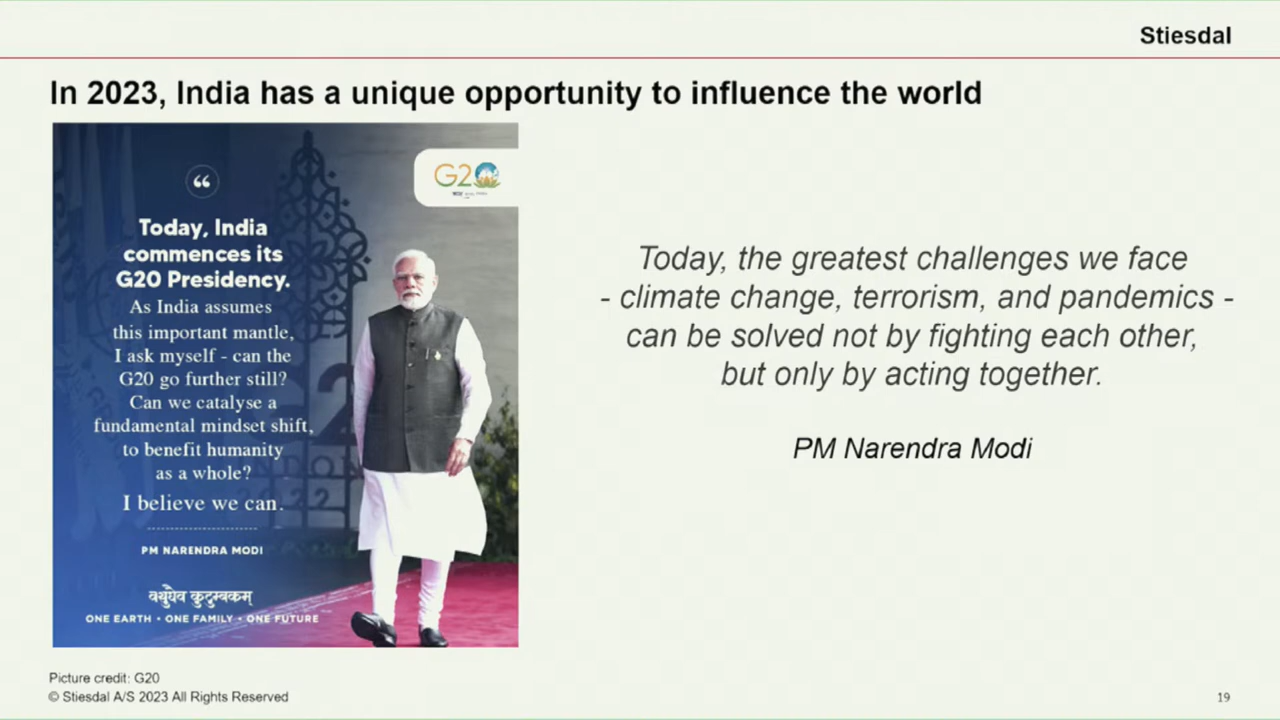 Stiesdal
In 2023, India has a unique opportunity to influence the world
“
G20
Today, India
commences its
G20 Presidency.
As India assumes
this important mantle,
I ask myself - can the
G20 go further still?
Can we catalyse a
fundamental mindset shift,
to benefit humanity
as a whole?
I believe we can.
PM NARENDRA MODI
वसुधैव कुटुम्बकम्
ONE EARTH • ONE FAMILY • ONE FUTURE
Today, the greatest challenges we face
- climate change, terrorism, and pandemics -
can be solved not by fighting each other,
but only by acting together.
PM Narendra Modi
Picture credit: G20
© Stiesdal A/S 2023 All Rights Reserved
19